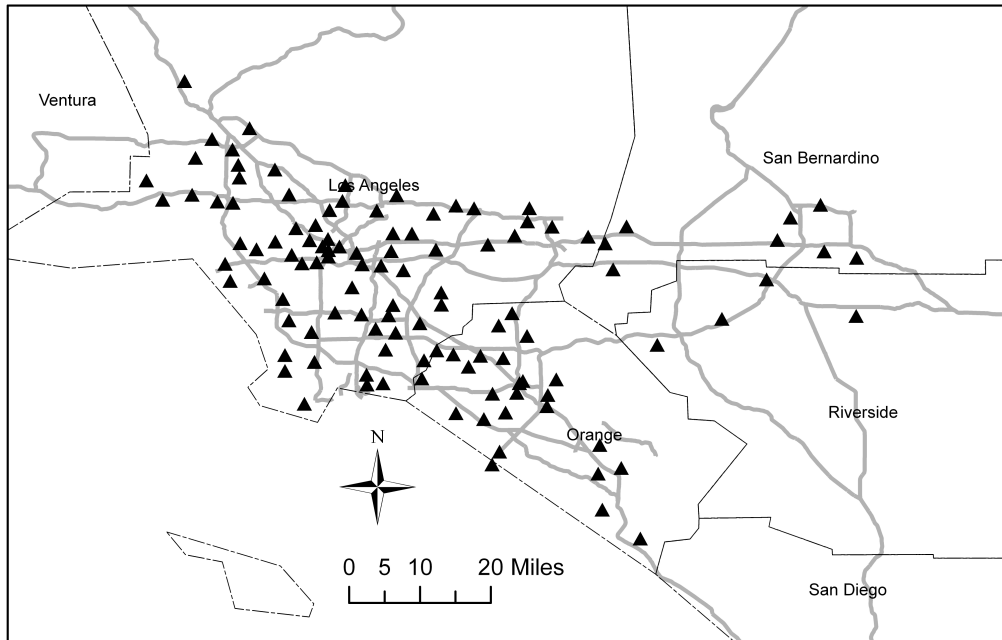 Ventura
San Bernardino
Los Angeles
Riverside
Orange
N
0 5 10 20 Miles
San Diego